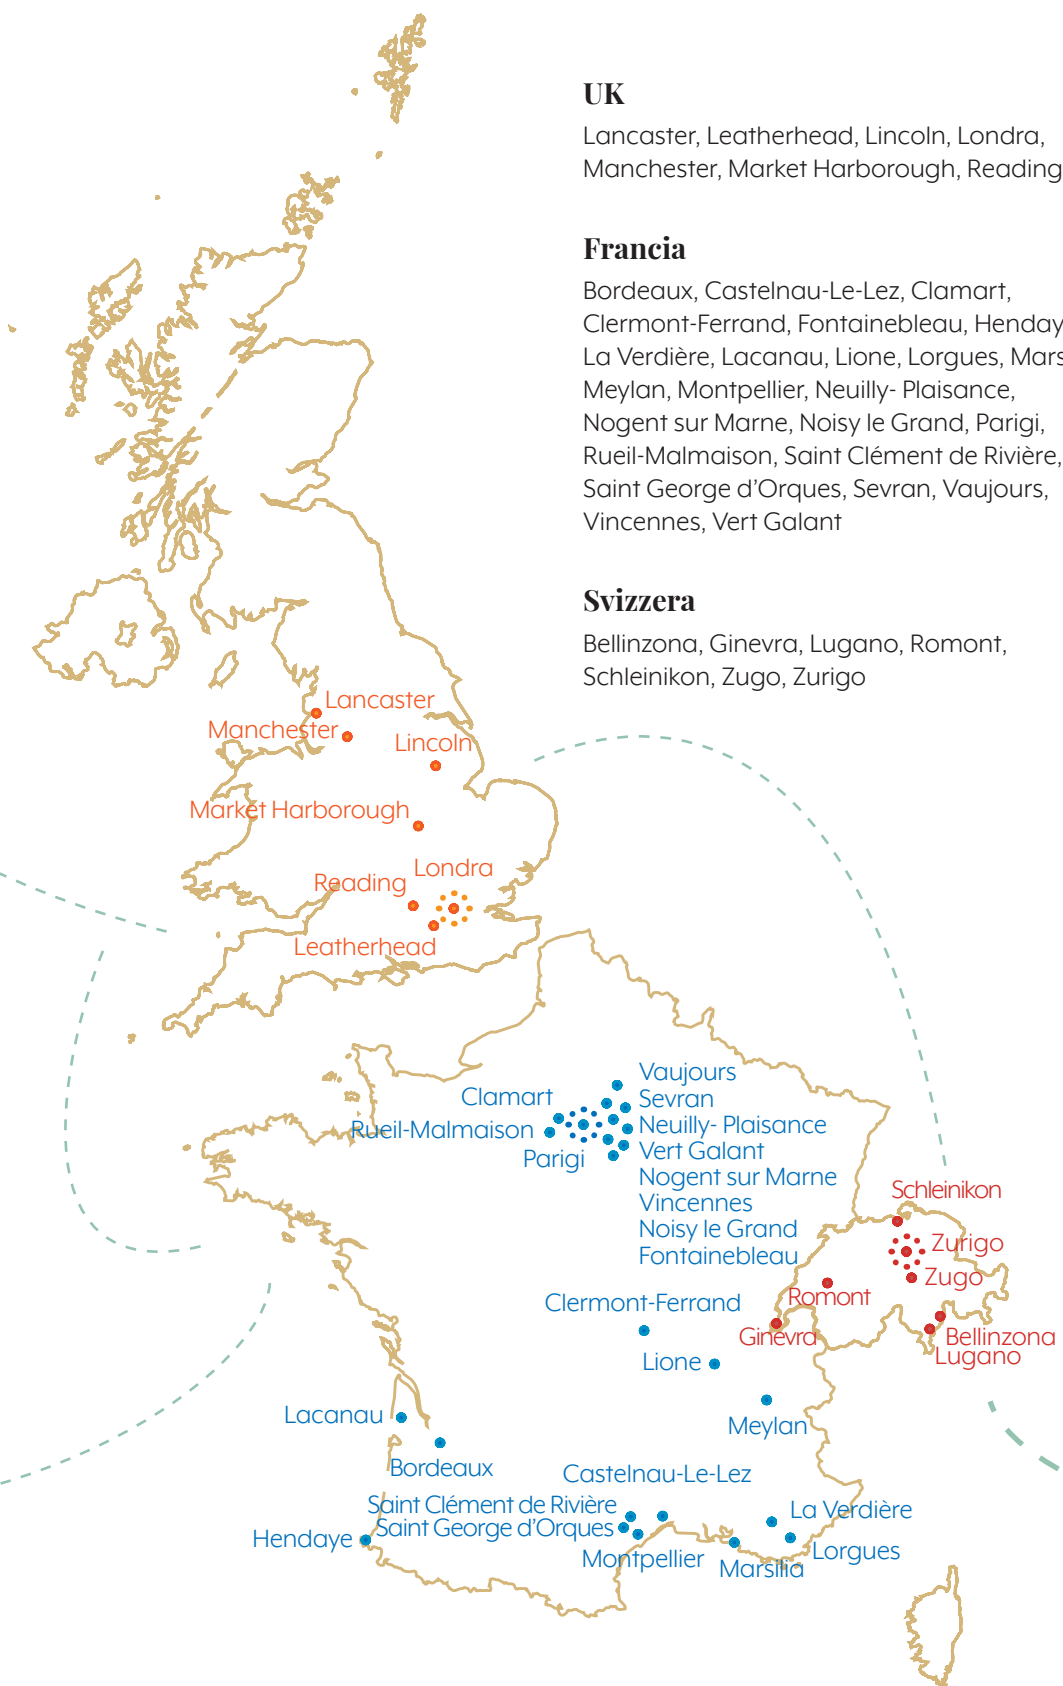 UK
Lancaster, Leatherhead, Lincoln, Londra,
Manchester, Market Harborough, Reading
Francia
Bordeaux, Castelnau-Le-Lez, Clamart,
Clermont-Ferrand, Fontainebleau, Henday
La Verdière, Lacanau, Lione, Lorgues, Mars
Meylan, Montpellier, Neuilly- Plaisance,
Nogent sur Marne, Noisy le Grand, Parigi,
Rueil-Malmaison, Saint Clément de Rivière,
Saint George d'Orques, Sevran, Vaujours,
Vincennes, Vert Galant
Svizzera
Bellinzona, Ginevra, Lugano, Romont,
Schleinikon, Zugo, Zurigo
Lancaster
Manchester
Lincoln
Market Harborough
Londra
Reading
Leatherhead
Vaujours
Clamart
Sevran
Rueil-Malmaison
Neuilly- Plaisance
Parigi
Vert Galant
Nogent sur Marne
Vincennes
Noisy le Grand
Fontainebleau
Schleinikon
Zurigo
Zugo
Romont
Ginevra
Bellinzona
Lugano
Clermont-Ferrand
Lione
Meylan
Lacanau
Bordeaux
Castelnau-Le-Lez
Saint Clément de Rivière
Saint George d'Orques
Hendaye
Montpellier
Marsilia
La Verdière
Lorgues